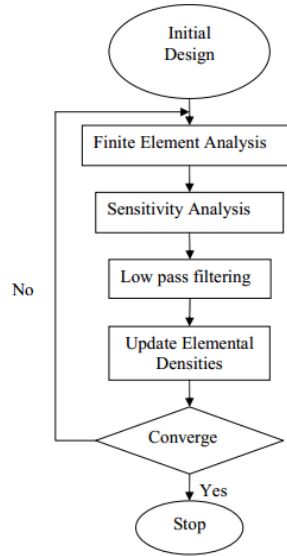 Initial
Design
Finite Element Analysis
Sensitivity Analysis
Low pass filtering
No
Update Elemental
Densities
Converge
Yes
Stop